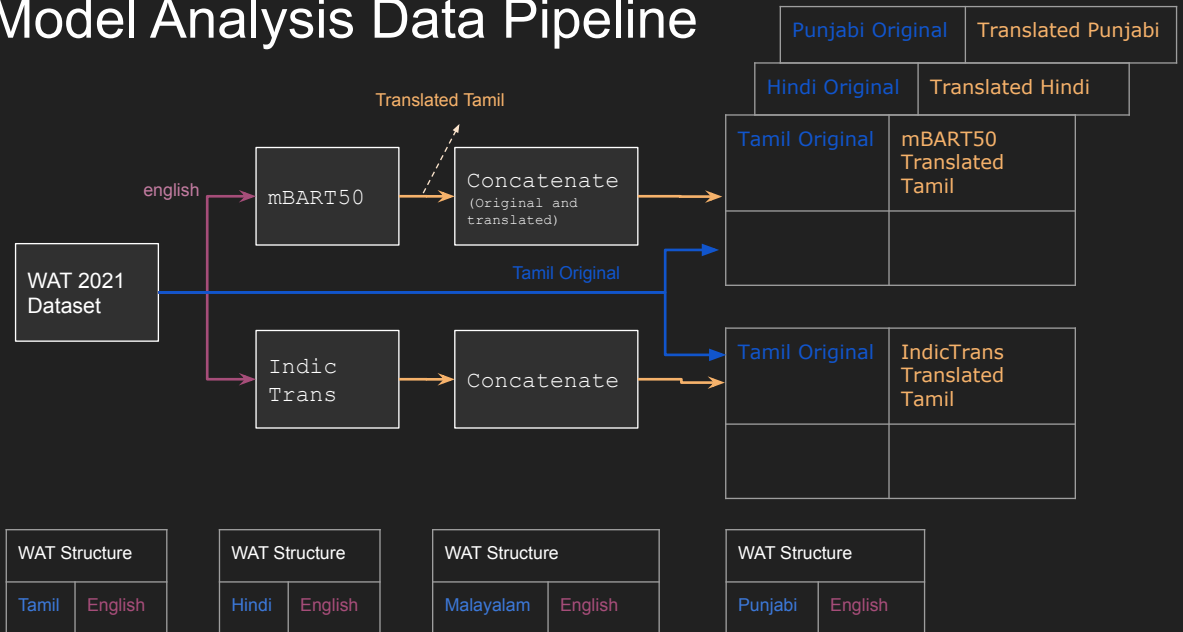 Model Analysis Data Pipeline
Punjabi Original
Translated Punjabi
Hindi Original
Translated Hindi
Translated Tamil
Tamil Original
mBART50
Translated
Tamil
english
mBART50
Concatenate
(Original and
translated)
WAT 2021
Dataset
Tamil Original
Indic
Trans
Concatenate
Tamil Original
IndicTrans
Translated
Tamil
WAT Structure
Tamil
English
WAT Structure
Hindi
English
WAT Structure
Malayalam
English
WAT Structure
Punjabi
English